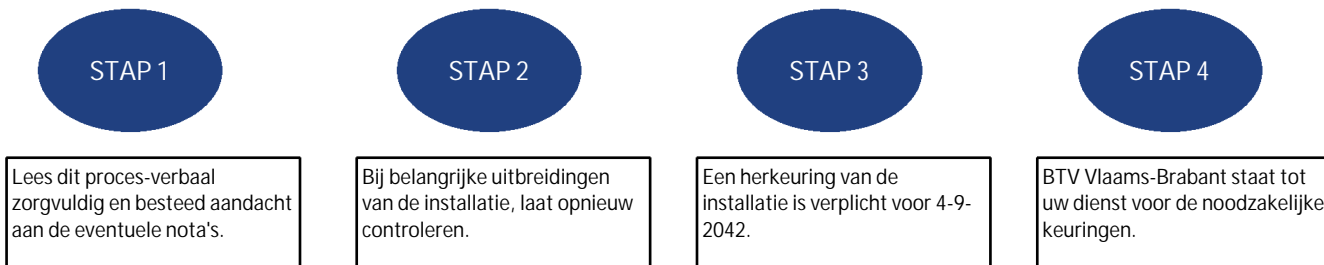 STAP 1
Lees dit proces-verbaal
zorgvuldig en besteed aandacht
aan de eventuele nota's.
STAP 2
Bij belangrijke uitbreidingen
van de installatie, laat opnieuw
controleren.
STAP 3
Een herkeuring van de
installatie is verplicht voor 4-9-
2042.
STAP 4
BTV Vlaams-Brabant staat tot
uw dienst voor de noodzakelijke
keuringen.